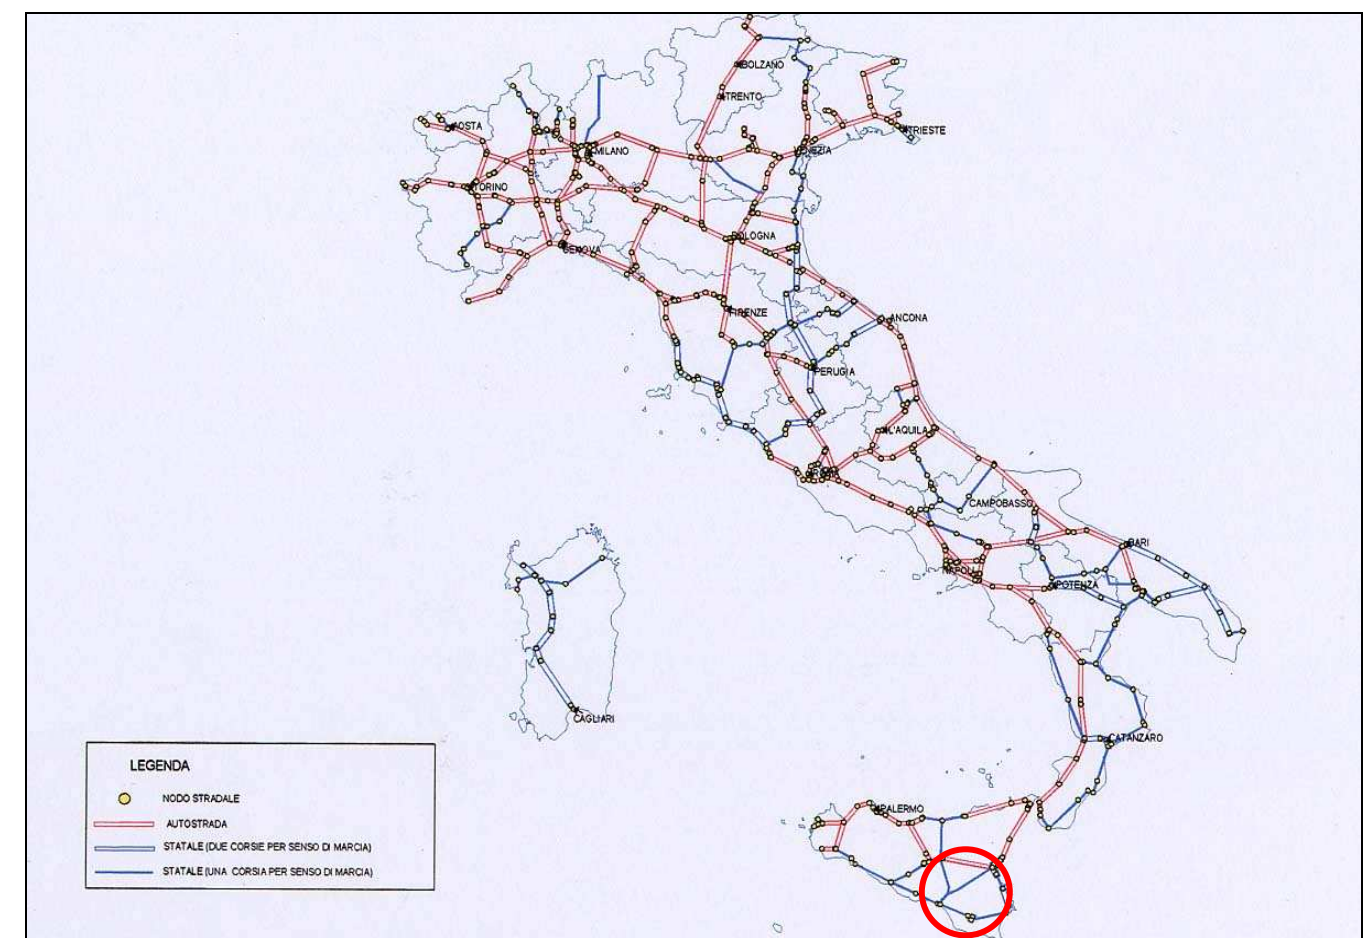 BOLZANO
TRENTO
AOSTA
TRIESTE
MILANO
VENEZIA
TORINO
BOLOGNA
GENOVA
FIRENZE
ANCONA
PERUGIA
L'AQUILA
ROMA
CAMPOBASSO
BARI
NAPOLI
POTENZA
CAGLIARI
CATANZARO
PALERMO
LEGENDA
NODO STRADALE
AUTOSTRADA
STATALE (DUE CORSIE PER SENSO DI MARCIA)
STATALE (UNA CORSIA PER SENSO DI MARCIA)